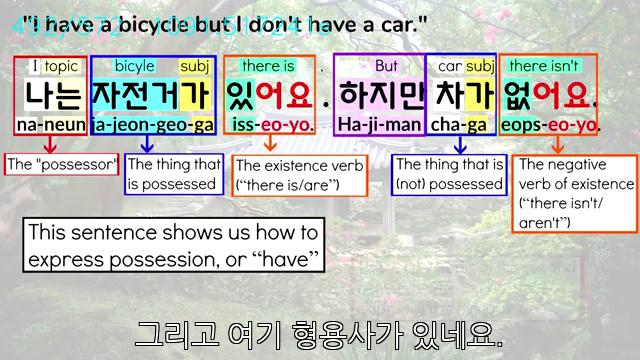 "I have a bicycle but I don't have a car."
I topic bicyle subj there is . But car subj there isn't
나는 자전거가 있어요. 하지만 차가 없어요.
na-neun ja-jeon-geo-ga iss-eo-yo. Ha-ji-man cha-ga eops-eo-yo.
The "possessor"
The thing that
is possessed
The existence verb
("there is/are")
The thing that is
(not) possessed
The negative
verb of existence
("there isn't/
aren't")
This sentence shows us how to
express possession, or "have"
그리고 여기 형용사가 있네요.